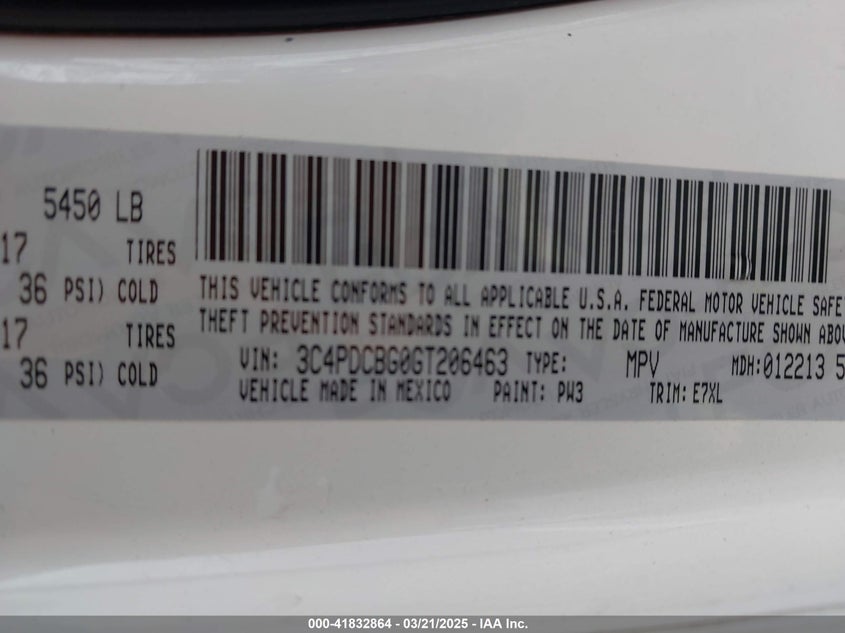 5450 LB
17 TIRES
36 PSI) COLD
17 TIRES
36 PSI) COLD
THIS VEHICLE CONFORMS TO ALL APPLICABLE U.S.A. FEDERAL MOTOR VEHICLE SAFE
THEFT PREVENTION STANDARDS IN EFFECT ON THE DATE OF MANUFACTURE SHOWN ABOV
VIN: 3C4PDCBG0GT206463 TYPE: MPV MDH:012213 5
VEHICLE MADE IN MEXICO PAINT: PW3 TRIM: E7XL
000-41832864 - 03/21/2025 - IAA Inc.